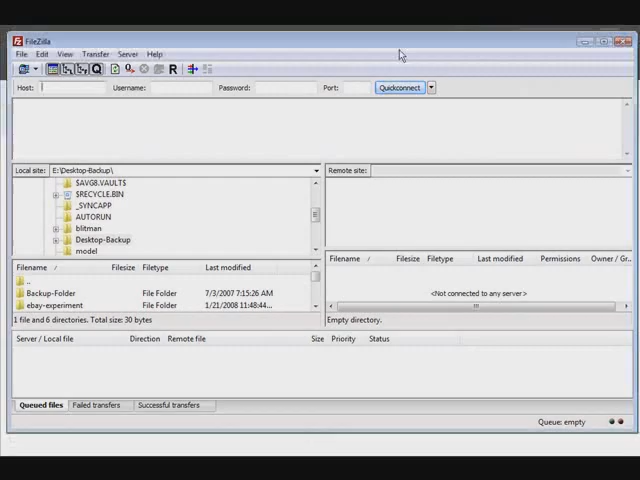 FileZilla
File Edit View Transfer Server Help
Host: Username: Password: Port: Quickconnect
Local site: E:\Desktop-Backup\ Remote site:
$AVG8.VAULT$
$RECYCLE.BIN
_SYNCAPP
AUTORUN
blitman
Desktop-Backup
model
Filename / Filesize Filetype Permissions Owner / Gr...
Last modified
Filename / Filesize Filetype Last modified
..
Backup-Folder File Folder 7/3/2007 7:15:26 AM
<Not connected to any server>
ebay-experiment File Folder 1/21/2008 11:48:44...
1 file and 6 directories. Total size: 30 bytes Empty directory.
Server / Local file Direction Remote file Size Priority Status
Queued files Failed transfers Successful transfers
Queue: empty